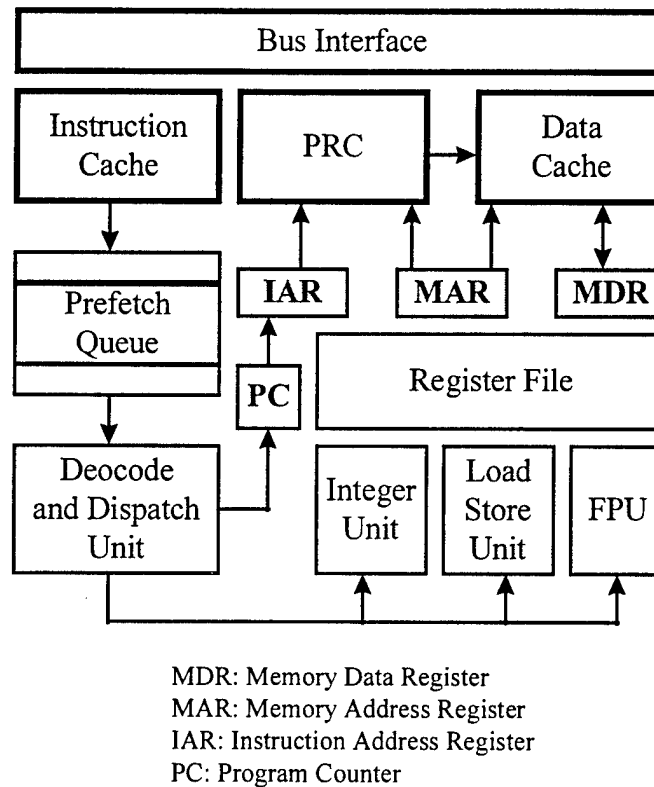 Bus Interface
Instruction
Cache
PRC
Data
Cache
IAR
MAR
MDR
Prefetch
Queue
PC
Register File
Deocode
and Dispatch
Unit
Integer
Unit
Load
Store
Unit
FPU
MDR: Memory Data Register
MAR: Memory Address Register
IAR: Instruction Address Register
PC: Program Counter